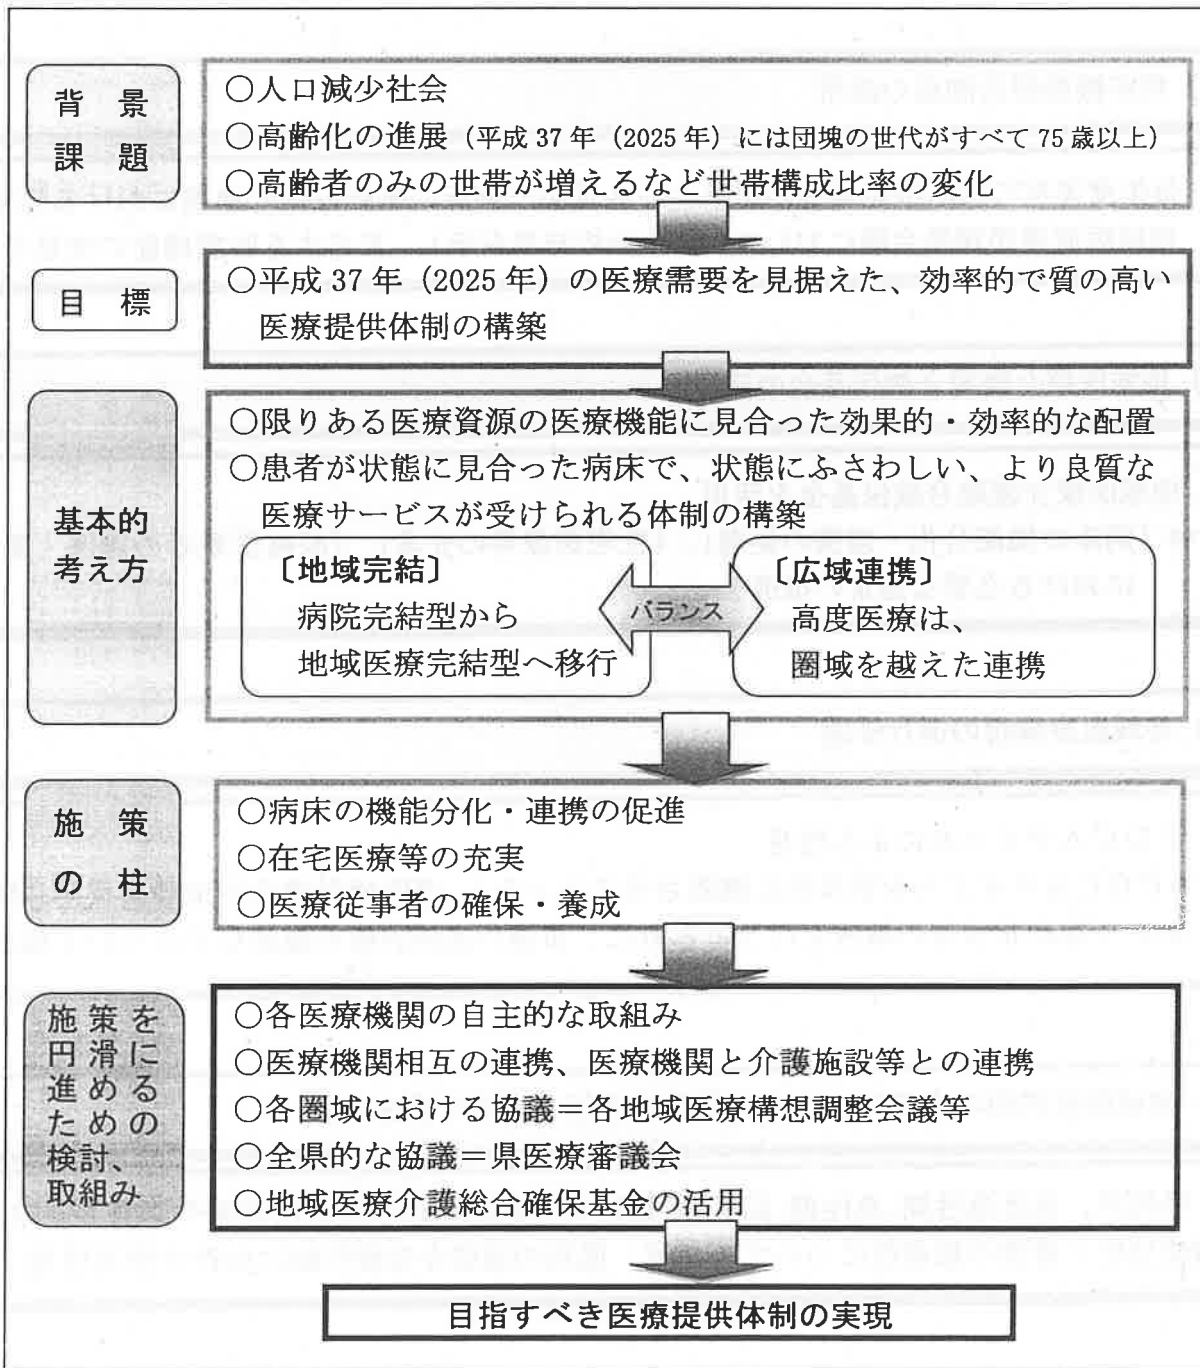 背景
課題
○人口減少社会
○高齢化の進展（平成37年（2025年）には団塊の世代がすべて75歳以上）
○高齢者のみの世帯が増えるなど世帯構成比率の変化
目標
○平成37年（2025年）の医療需要を見据えた、効率的で質の高い
医療提供体制の構築
基本的
考え方
○限りある医療資源の医療機能に見合った効果的・効率的な配置
○患者が状態に見合った病床で、状態にふさわしい、より良質な
医療サービスが受けられる体制の構築
〔地域完結〕
病院完結型から
地域医療完結型へ移行
バランス
〔広域連携〕
高度医療は、
圏域を越えた連携
施策
の柱
○病床の機能分化・連携の促進
○在宅医療等の充実
○医療従事者の確保・養成
施策を
円滑に
進める
ための
検討、
取組み
○各医療機関の自主的な取組み
○医療機関相互の連携、医療機関と介護施設等との連携
○各圏域における協議＝各地域医療構想調整会議等
○全県的な協議＝県医療審議会
○地域医療介護総合確保基金の活用
目指すべき医療提供体制の実現